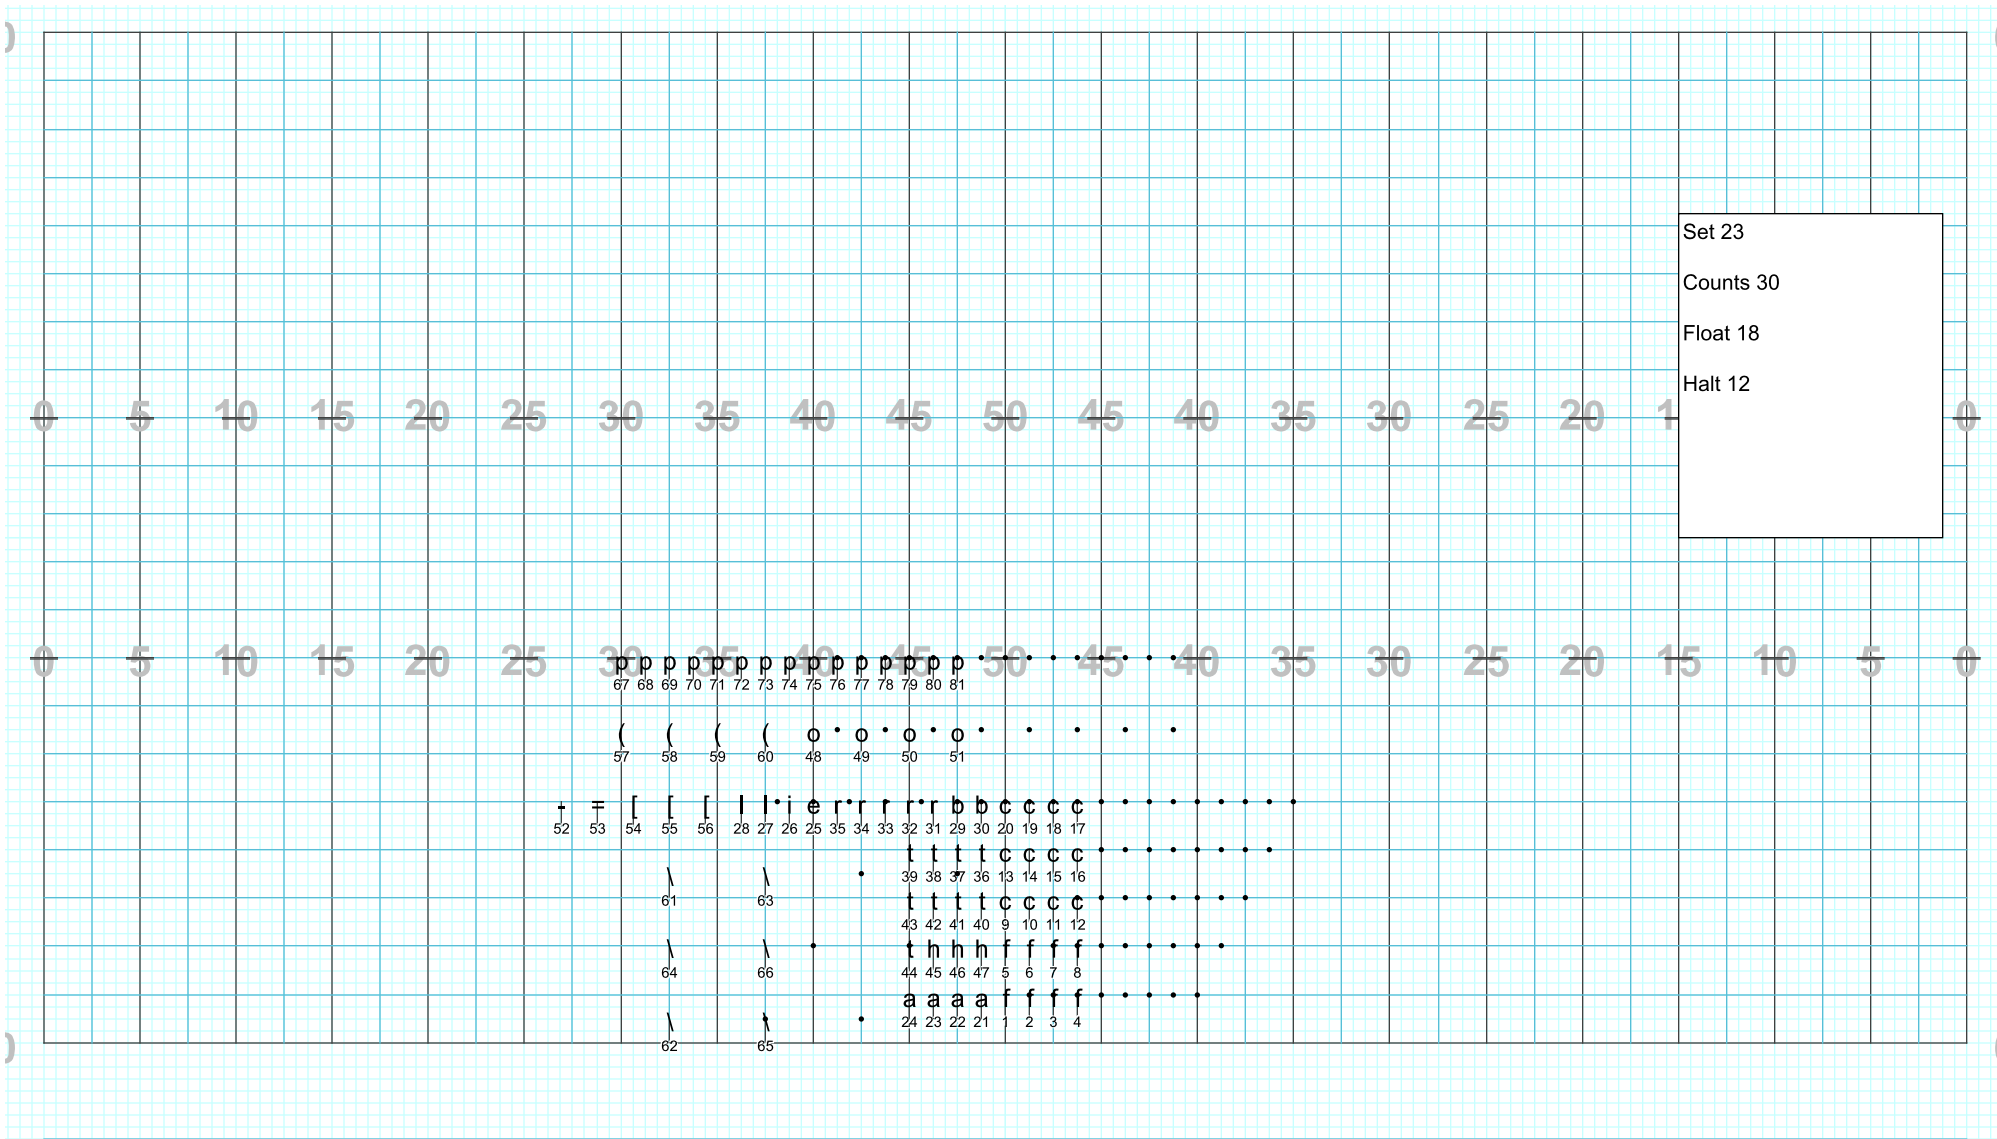 Set 23
Counts 30
Float 18
Halt 12
0 5 10 15 20 25 30 35 40 45 50 45 40 35 30 25 20 1 0
0 5 10 15 20 25 30 35 40 45 50 45 40 35 30 25 20 15 10 5 0
p p p p p p p p p p p p p p p
67 68 69 70 71 72 73 74 75 76 77 78 79 80 81
( ( ( ( o o o o
57 58 59 60 48 49 50 51
- = [ [ [ l l i e r r r r r b b c c c c
52 53 54 55 56 28 27 26 25 35 34 33 32 31 29 30 20 19 18 17
t t t t c c c c
39 38 37 36 13 14 15 16
\ \
61 63
t t t t c c c c
43 42 41 40 9 10 11 12
\ \ t h h h f f f f
64 66 44 45 46 47 5 6 7 8
a a a a f f f f
24 23 22 21 1 2 3 4
\ \
62 65